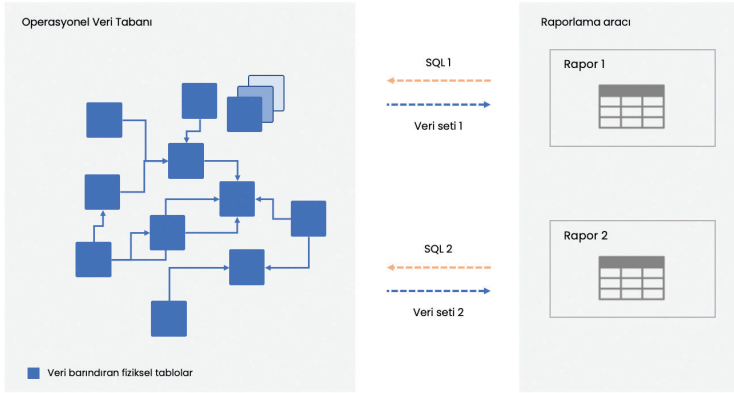 Operasyonel Veri Tabanı
Raporlama aracı
SQL 1
Veri seti 1
Rapor 1
SQL 2
Veri seti 2
Rapor 2
Veri barındıran fiziksel tablolar